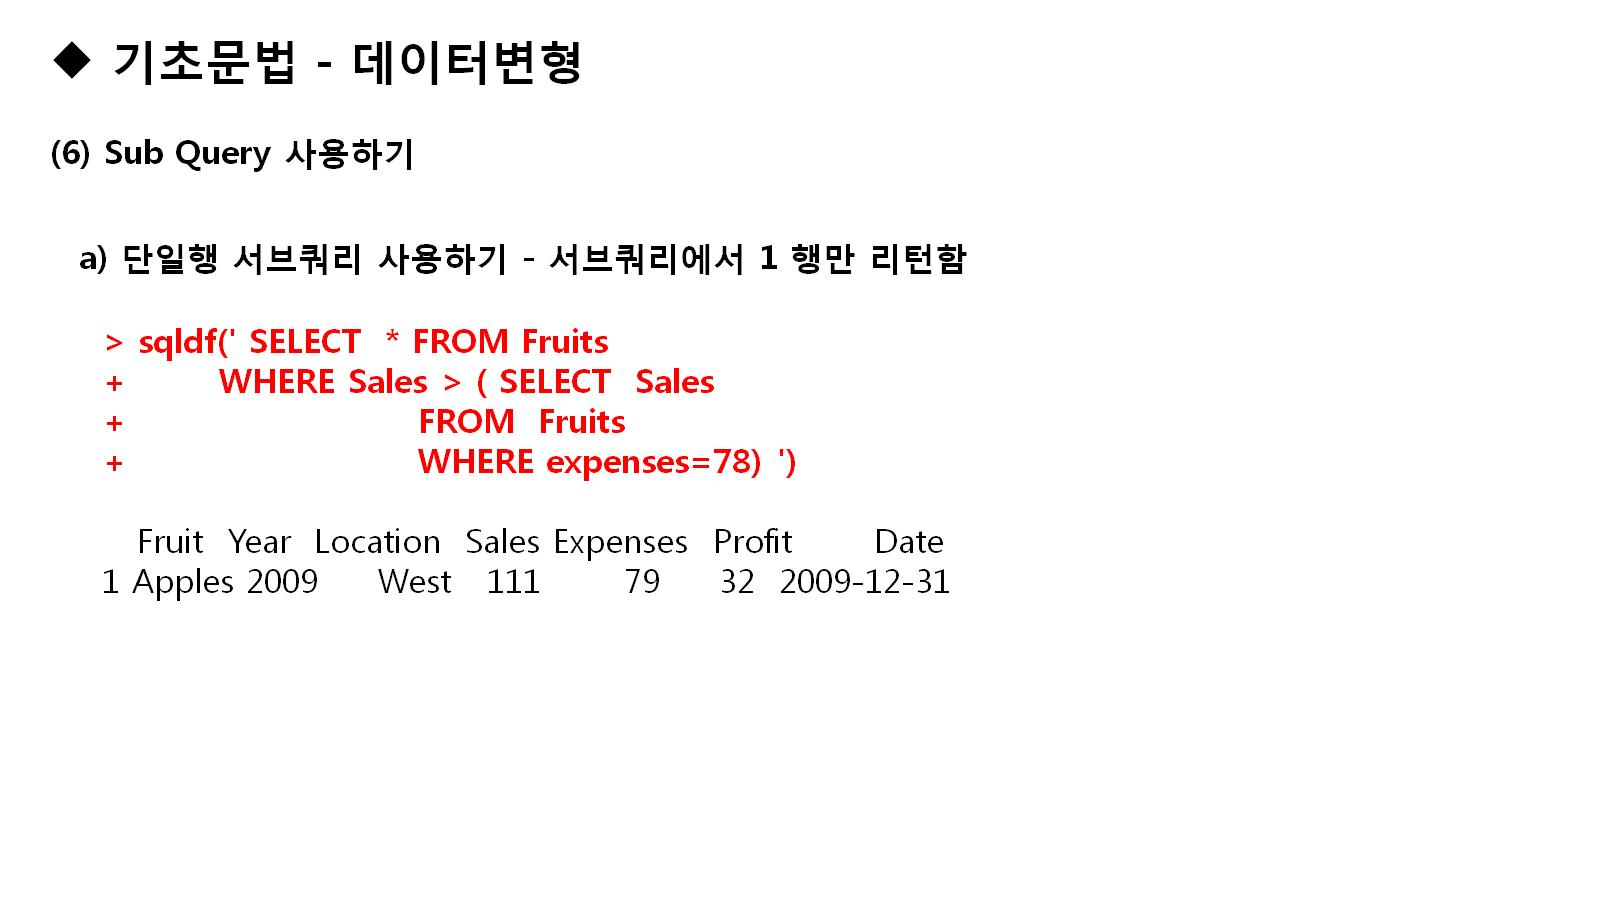 ◆ 기초문법 - 데이터변형
(6) Sub Query 사용하기
a) 단일행 서브쿼리 사용하기 - 서브쿼리에서 1 행만 리턴함
> sqldf(' SELECT * FROM Fruits
+ WHERE Sales > ( SELECT Sales
+ FROM Fruits
+ WHERE expenses=78) ')
Fruit Year Location Sales Expenses Profit Date
1 Apples 2009 West 111 79 32 2009-12-31